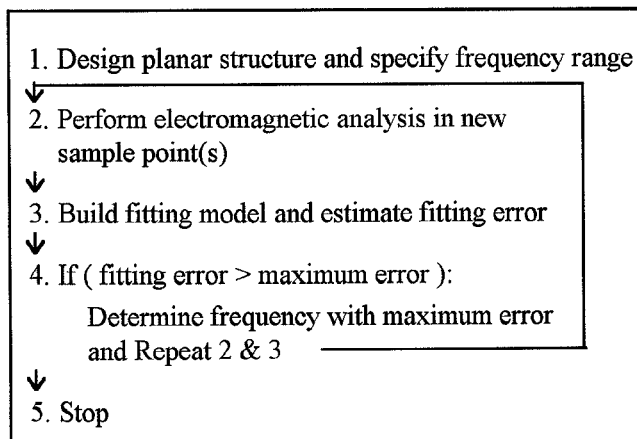 1. Design planar structure and specify frequency range
2. Perform electromagnetic analysis in new
sample point(s)
3. Build fitting model and estimate fitting error
4. If ( fitting error > maximum error ):
Determine frequency with maximum error
and Repeat 2 & 3
5. Stop